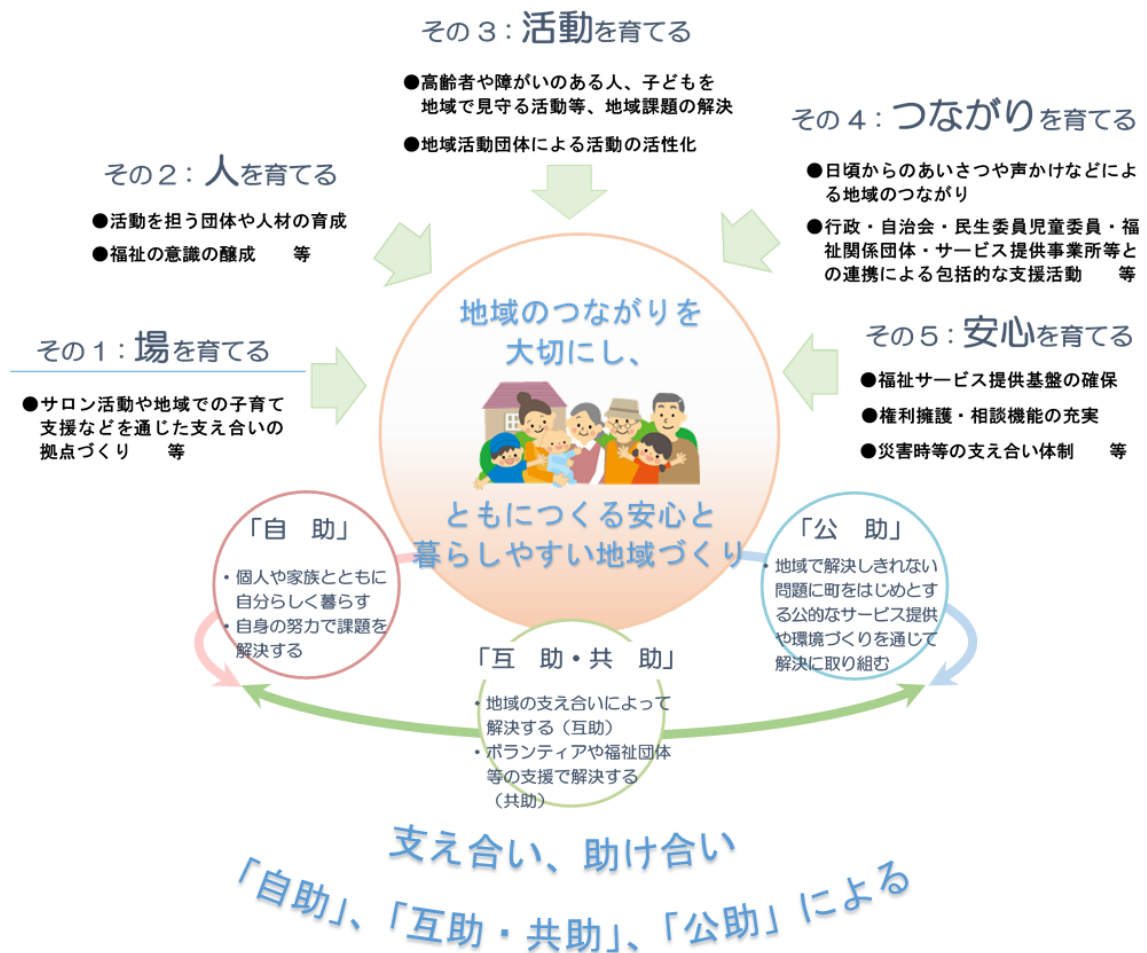 その3：活動を育てる
●高齢者や障がいのある人、子どもを
地域で見守る活動等、地域課題の解決
●地域活動団体による活動の活性化
その4：つながりを育てる
●日頃からのあいさつや声かけなどによ
る地域のつながり
●行政・自治会・民生委員児童委員・福
祉関係団体・サービス提供事業所等と
の連携による包括的な支援活動　等
その2：人を育てる
●活動を担う団体や人材の育成
●福祉の意識の醸成　等
その1：場を育てる
●サロン活動や地域での子育て
支援などを通じた支え合いの
拠点づくり　等
その5：安心を育てる
●福祉サービス提供基盤の確保
●権利擁護・相談機能の充実
●災害時等の支え合い体制　等
地域のつながりを
大切にし、
ともにつくる安心と
暮らしやすい地域づくり
「自　助」
・個人や家族とともに
自分らしく暮らす
・自身の努力で課題を
解決する
「互　助・共　助」
・地域の支え合いによって
解決する（互助）
・ボランティアや福祉団体
等の支援で解決する
（共助）
「公　助」
・地域で解決しきれない
問題に町をはじめとす
る公的なサービス提供
や環境づくりを通じて
解決に取り組む
支え合い、助け合い
「自助」、「互助・共助」、「公助」による